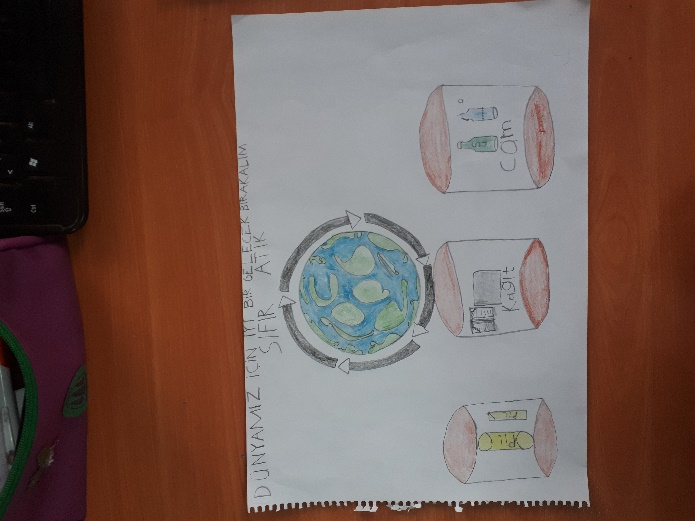 DÜNYAMIZ İÇİN İYİ BİR GELECEK BIRAKALIM
SIFIR ATIK
Kağıt
cam